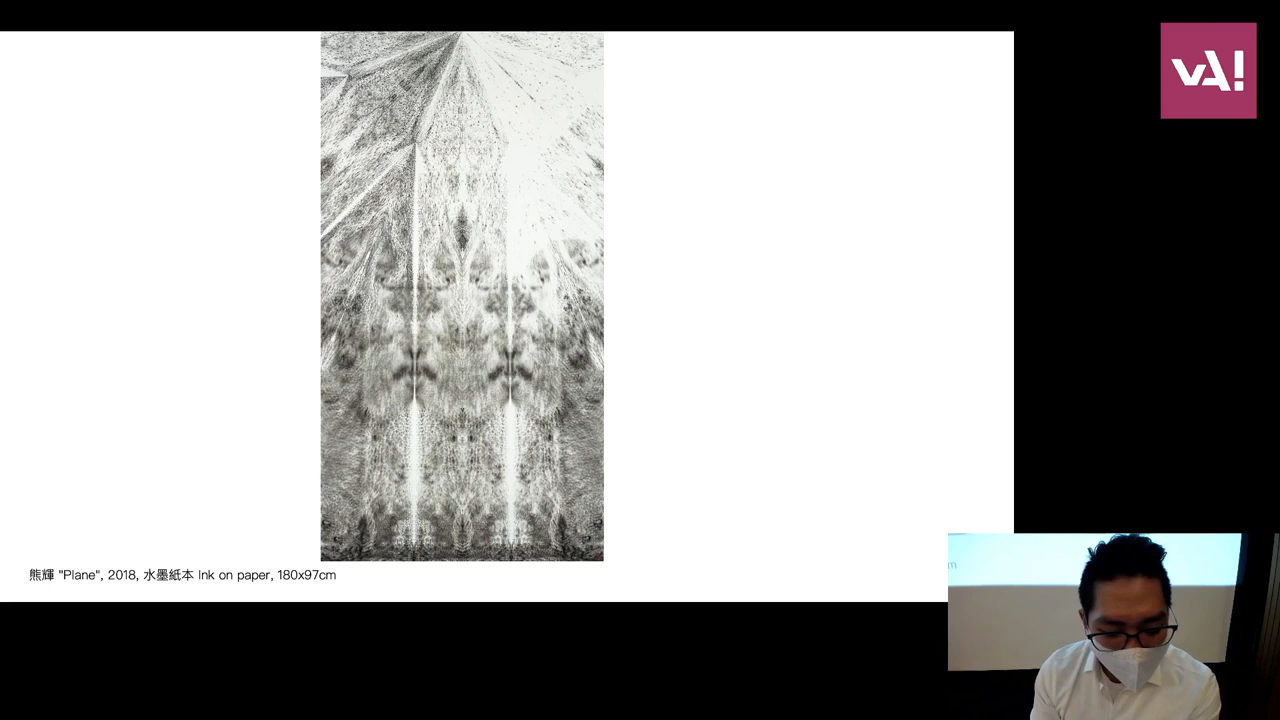 vA!
熊輝 "Plane", 2018, 水墨紙本 Ink on paper, 180x97cm